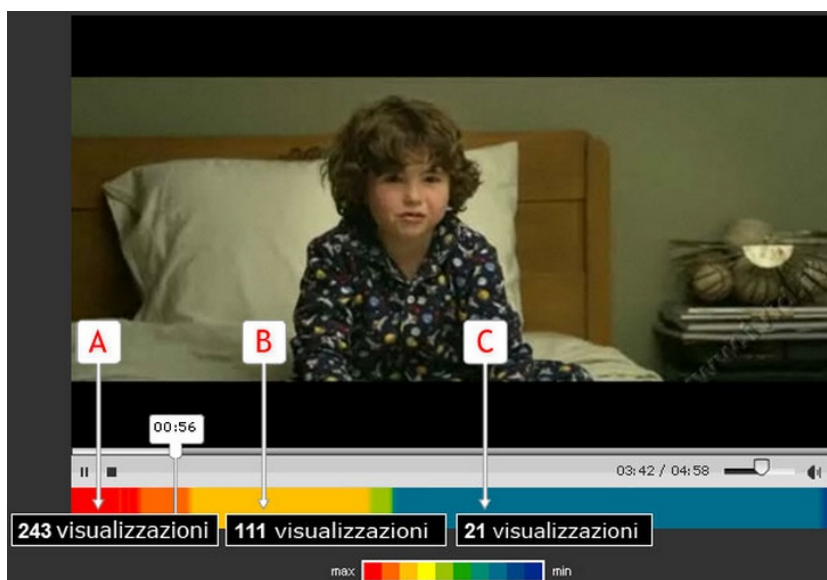 A B C
00:56
03:42 / 04:58
243 visualizzazioni 111 visualizzazioni 21 visualizzazioni
max min